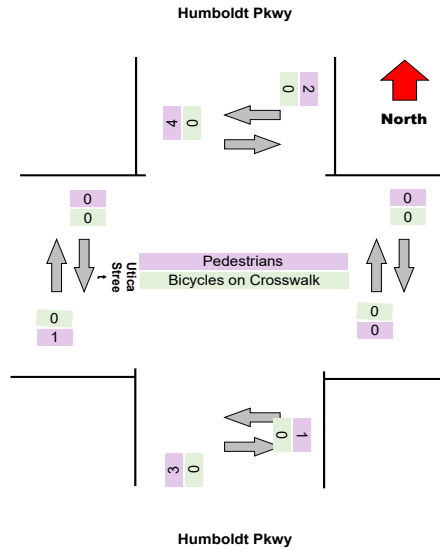 Humboldt Pkwy
0 2
4 0
North
0
0
0
0
Utica
Stree
t
Pedestrians
Bicycles on Crosswalk
0
1
0
0
0 1
3 0
Humboldt Pkwy